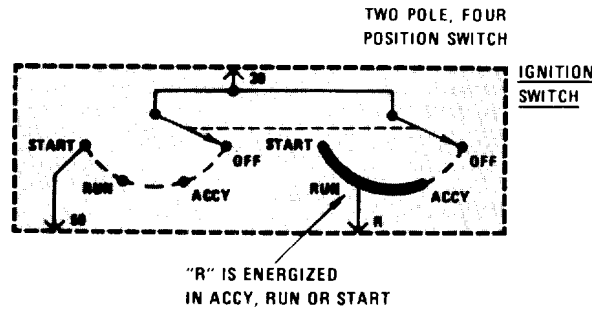 TWO POLE, FOUR
POSITION SWITCH
IGNITION
SWITCH
30
START
OFF
RUN
ACCY
50
START
OFF
RUN
ACCY
R
"R" IS ENERGIZED
IN ACCY, RUN OR START